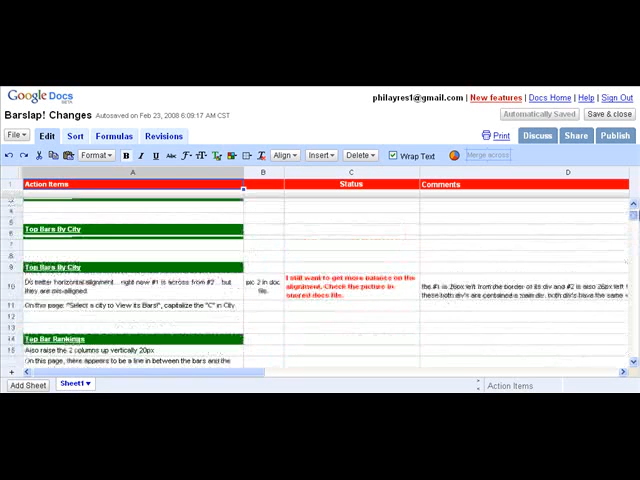 Google Docs
BETA
philayres1@gmail.com | New features | Docs Home | Help | Sign Out
Barslap! Changes Autosaved on Feb 23, 2008 6:09:17 AM CST
Automatically Saved Save & close
File Edit Sort Formulas Revisions Print Discuss Share Publish
Format B I U Abc Align Insert Delete Wrap Text Merge across
A B C D
1 Action Items Status Comments
4
5
6 Top Bars By City
7
8
9 Top Bars By City
10 Do better horizontal alignment... right now #1 is across from #2... but
they are mis-aligned.
pic 2 in doc
file.
I still want to get more balance on the
alignment. Check the picture in
shared docs file.
the #1 is 26px left from the border of its div and #2 is also 26px left
these both div's are contained a main div. both div's have the same
11 On this page: "Select a city to View its Bars!", capitalize the "C" in City
12
13
14 Top Bar Rankings
15 Also raise the 2 columns up vertically 20px
On this page, there appears to be a line in between the bars and the
Add Sheet Sheet1 Action Items